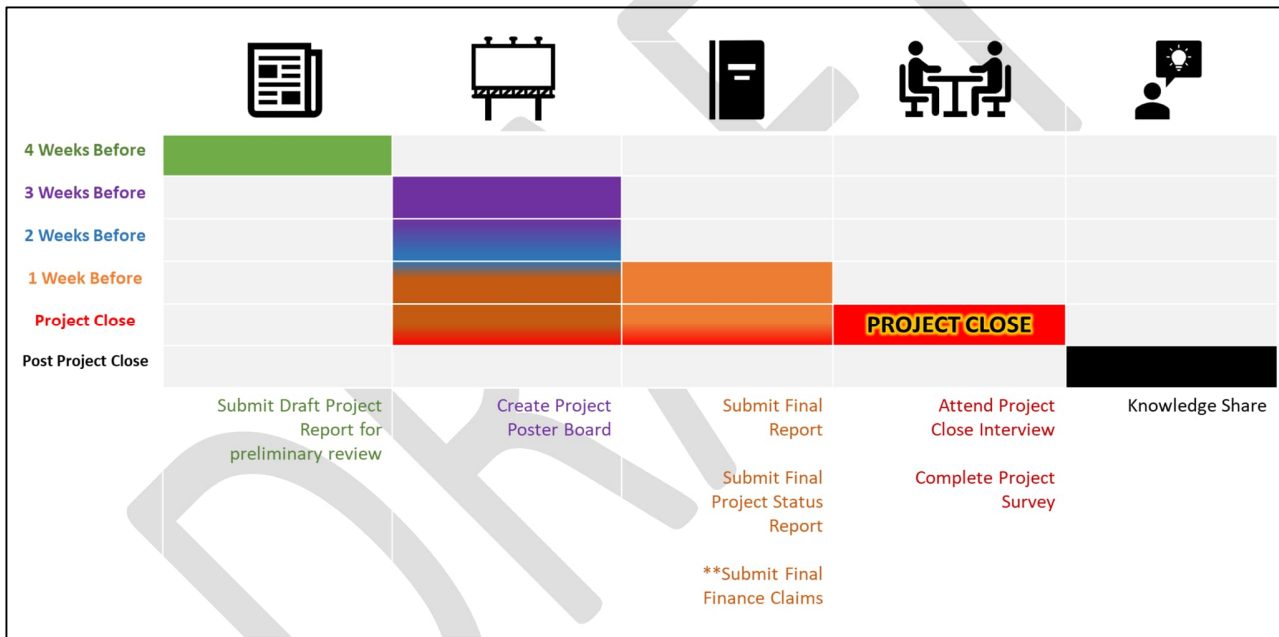 4 Weeks Before
3 Weeks Before
2 Weeks Before
1 Week Before
Project Close
PROJECT CLOSE
Post Project Close
Submit Draft Project
Report for
preliminary review
Create Project
Poster Board
Submit Final
Report
Submit Final
Project Status
Report
**Submit Final
Finance Claims
Attend Project
Close Interview
Complete Project
Survey
Knowledge Share